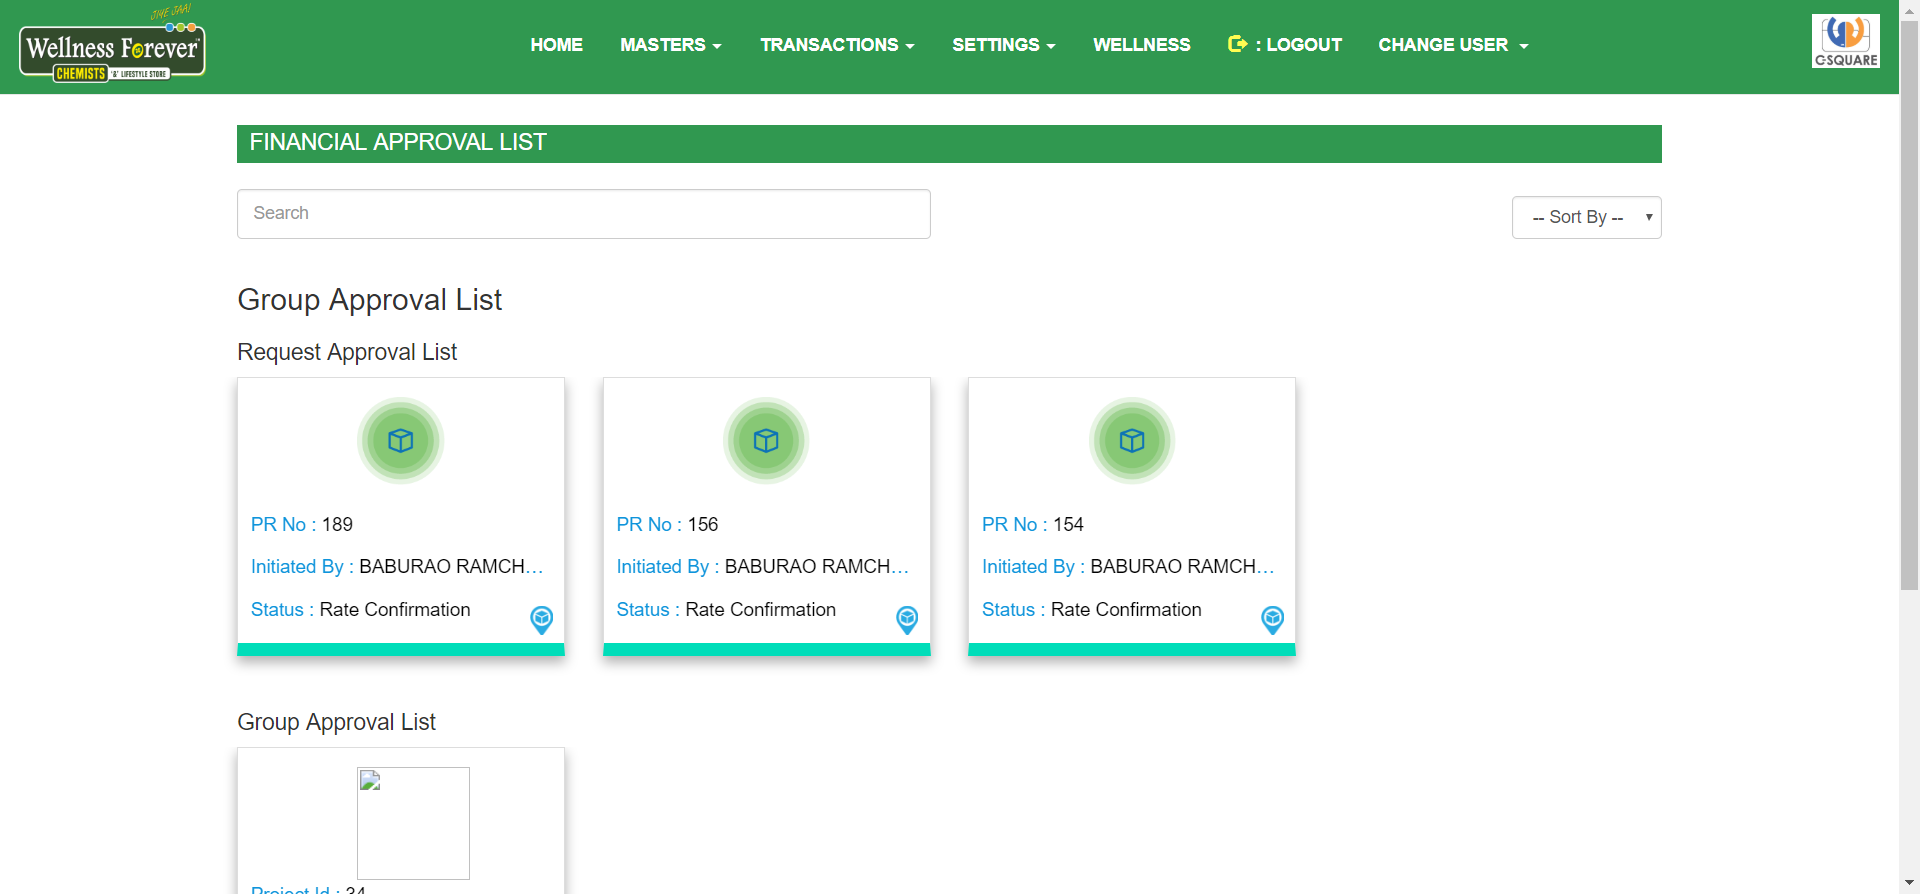 JIYE JAA!
Wellness Forever
CHEMISTS '&' LIFESTYLE STORE
HOME
MASTERS
TRANSACTIONS
SETTINGS
WELLNESS
: LOGOUT
CHANGE USER
C-SQUARE
FINANCIAL APPROVAL LIST
Search
-- Sort By --
Group Approval List
Request Approval List
PR No : 189
Initiated By : BABURAO RAMCH...
Status : Rate Confirmation
PR No : 156
Initiated By : BABURAO RAMCH...
Status : Rate Confirmation
PR No : 154
Initiated By : BABURAO RAMCH...
Status : Rate Confirmation
Group Approval List
Project Id : 34